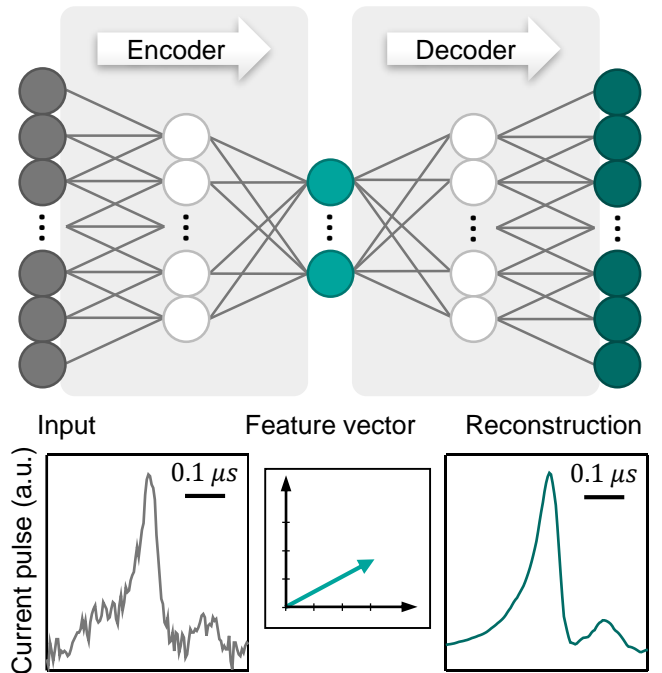 Encoder
Decoder
Input
Feature vector
Reconstruction
Current pulse (a.u.)
0.1 μs
0.1 μs